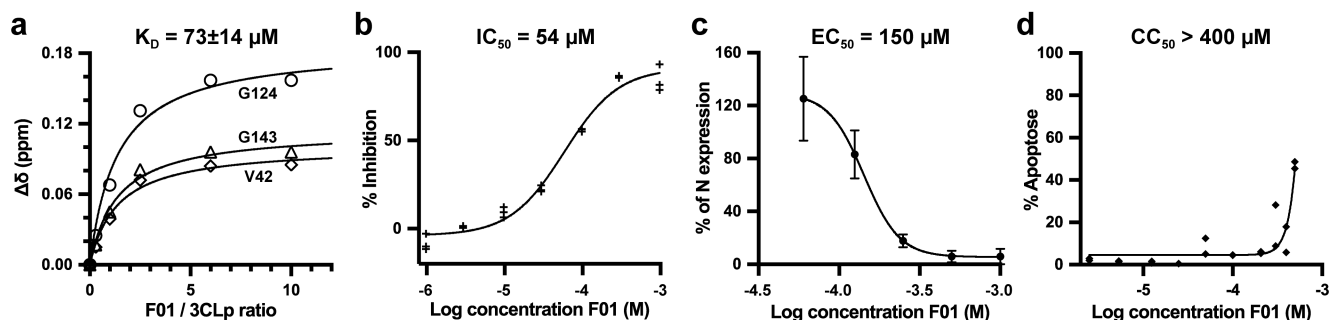 a
K_D = 73±14 µM
Δδ (ppm)
0.18
0.12
0.06
0.00
G124
G143
V42
0
5
10
F01 / 3CLp ratio
b
IC50 = 54 µM
% Inhibition
100
50
0
-6
-5
-4
-3
Log concentration F01 (M)
c
EC50 = 150 µM
% of N expression
160
120
80
40
0
-4.5
-4.0
-3.5
-3.0
Log concentration F01 (M)
d
CC50 > 400 µM
% Apoptose
100
80
60
40
20
0
-5
-4
-3
Log concentration F01 (M)